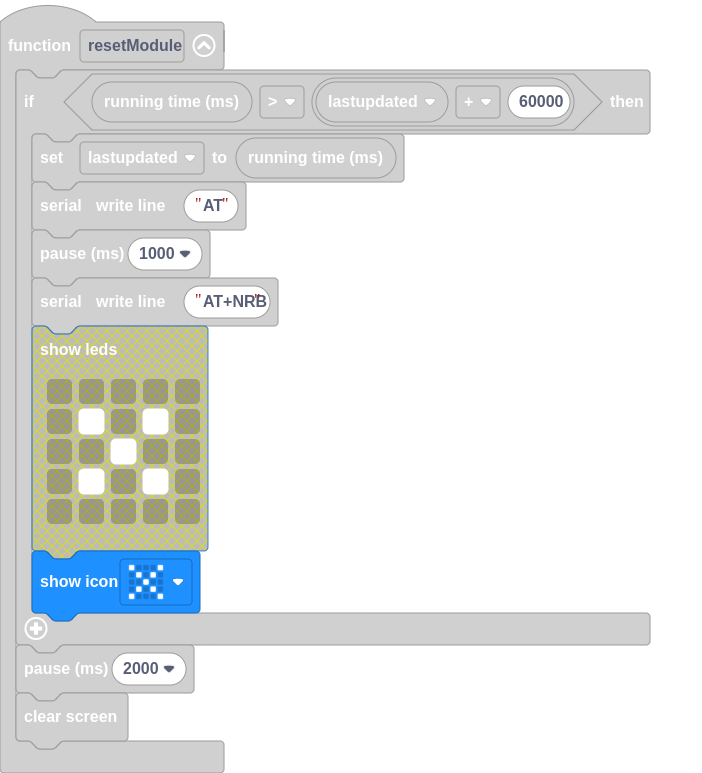 function resetModule
if running time (ms) > lastupdated + 60000 then
set lastupdated to running time (ms)
serial write line "AT"
pause (ms) 1000
serial write line "AT+NRB"
show leds
show icon
pause (ms) 2000
clear screen